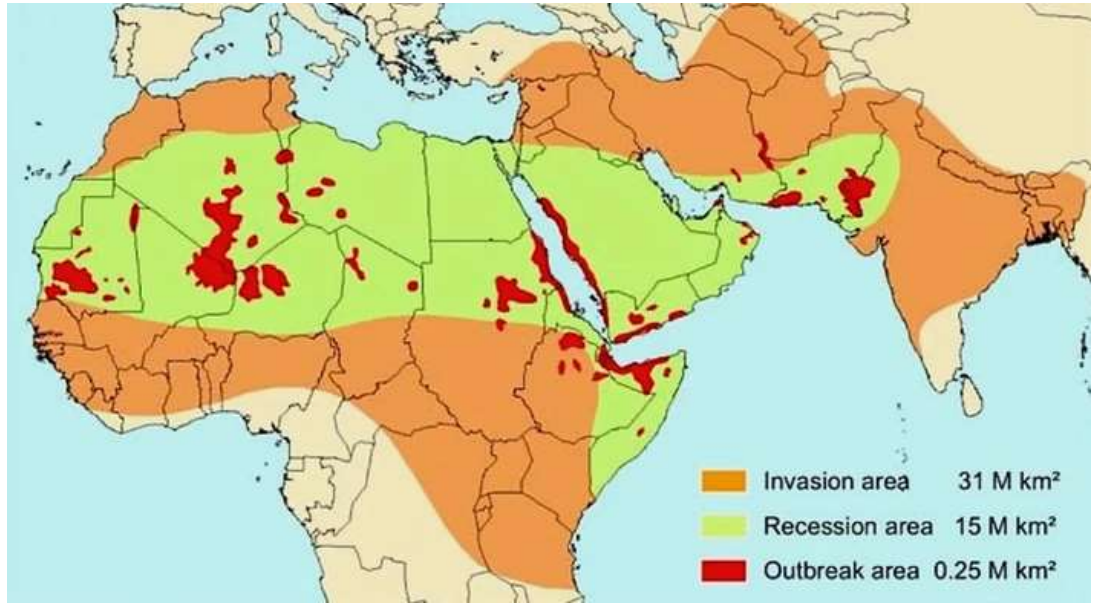 Invasion area 31 M km²
Recession area 15 M km²
Outbreak area 0.25 M km²